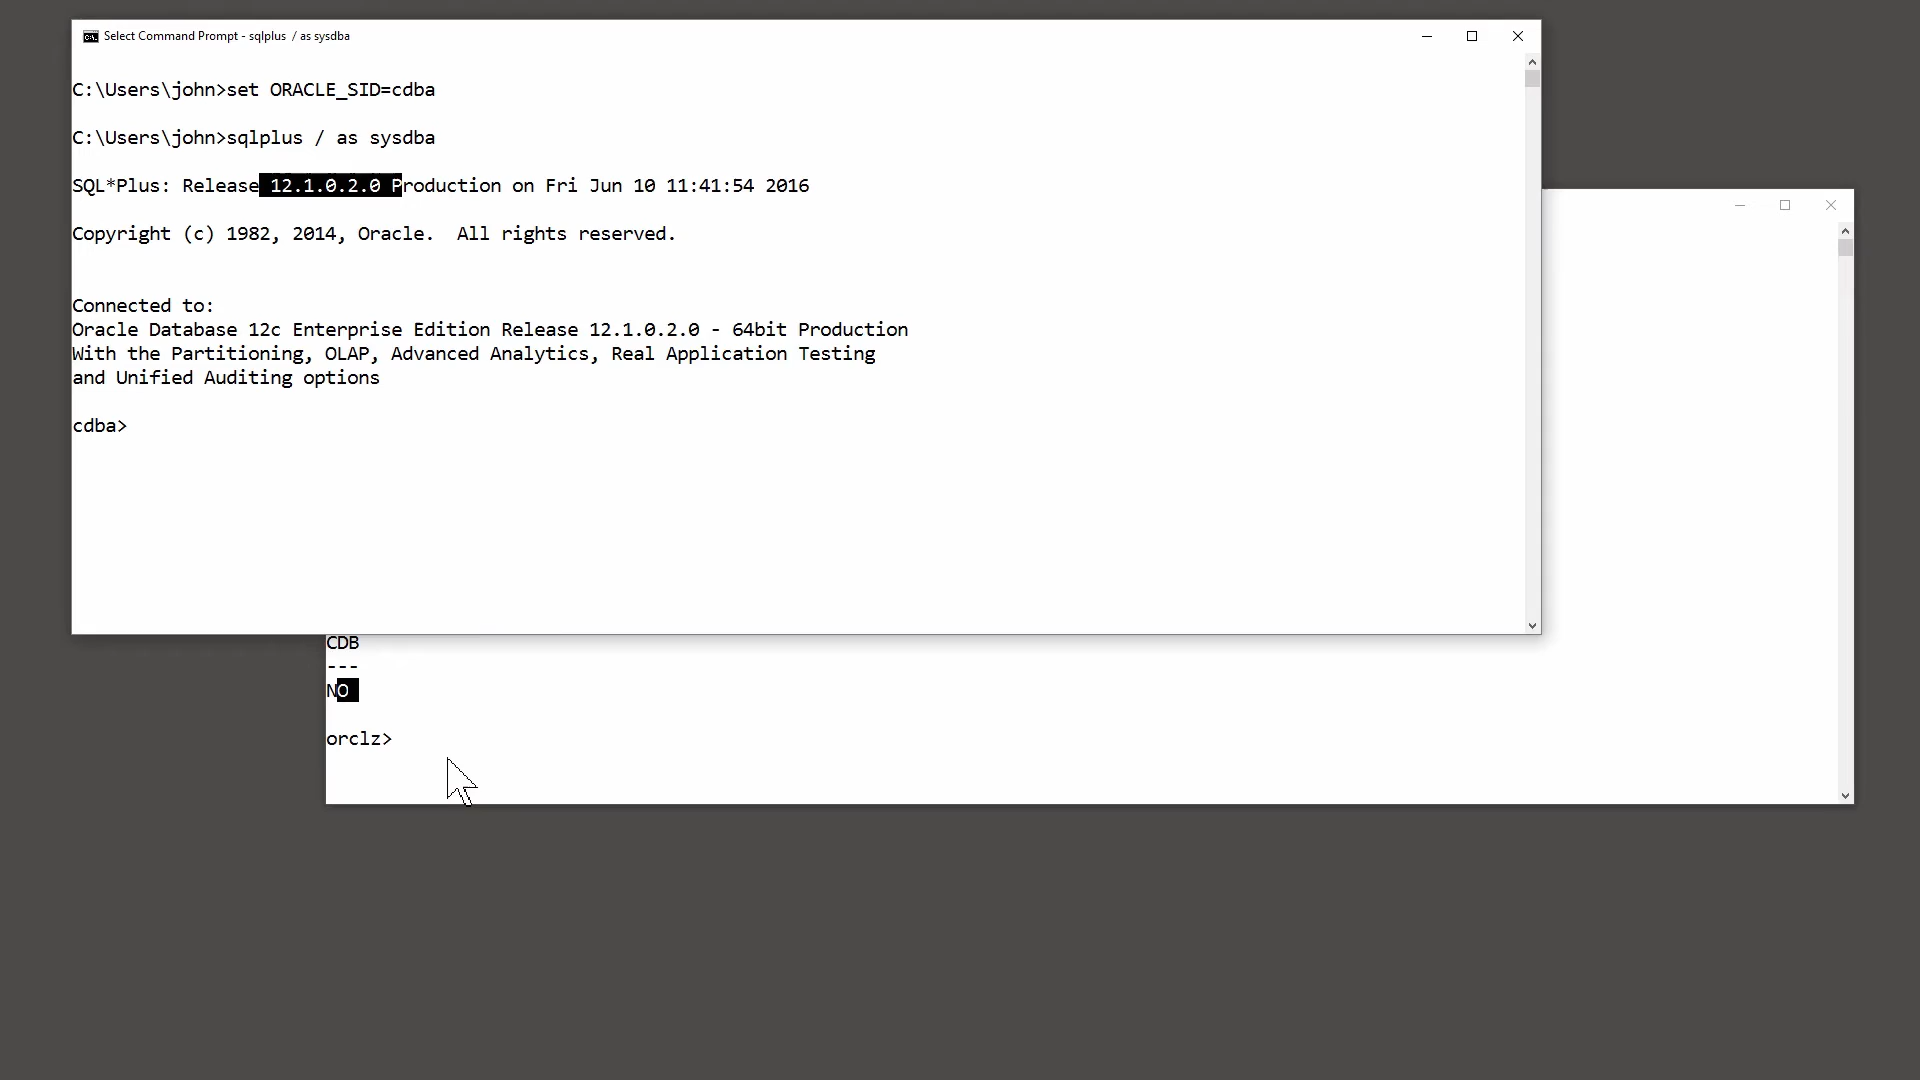 Select Command Prompt - sqlplus  / as sysdba
C:\Users\john>set ORACLE_SID=cdba
C:\Users\john>sqlplus / as sysdba
SQL*Plus: Release 12.1.0.2.0 Production on Fri Jun 10 11:41:54 2016
Copyright (c) 1982, 2014, Oracle.  All rights reserved.
Connected to:
Oracle Database 12c Enterprise Edition Release 12.1.0.2.0 - 64bit Production
With the Partitioning, OLAP, Advanced Analytics, Real Application Testing
and Unified Auditing options
cdba>
CDB
---
NO
orclz>